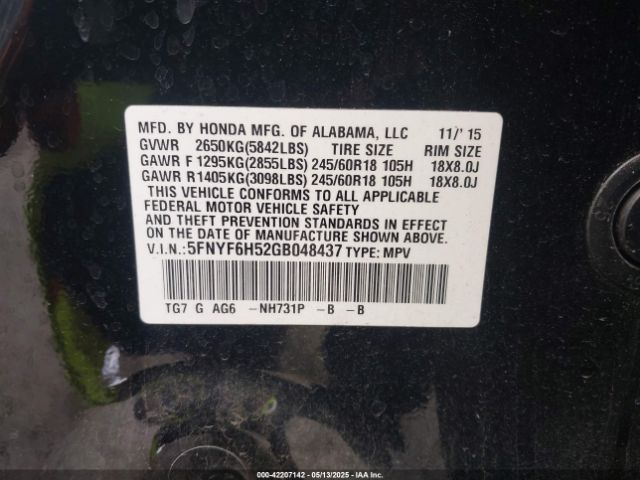 MFD. BY HONDA MFG. OF ALABAMA, LLC 11/' 15
GVWR 2650KG(5842LBS) TIRE SIZE RIM SIZE
GAWR F 1295KG(2855LBS) 245/60R18 105H 18X8.0J
GAWR R1405KG(3098LBS) 245/60R18 105H 18X8.0J
THIS VEHICLE CONFORMS TO ALL APPLICABLE
FEDERAL MOTOR VEHICLE SAFETY
AND THEFT PREVENTION STANDARDS IN EFFECT
ON THE DATE OF MANUFACTURE SHOWN ABOVE.
V.I.N.:5FNYF6H52GB048437 TYPE: MPV
TG7 G AG6 -NH731P -B -B
000-42207142 - 05/13/2025 - IAA Inc.